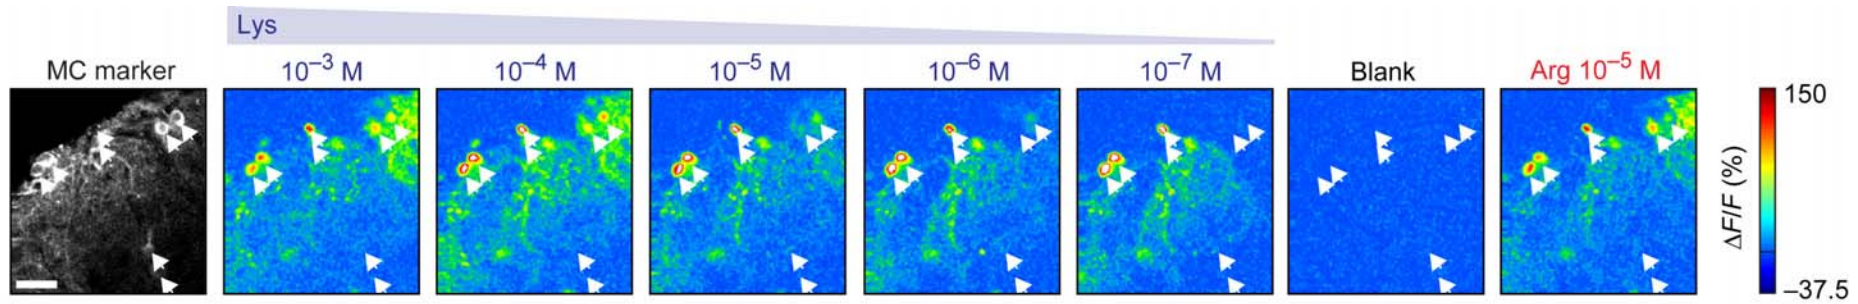 Lys
MC marker
10⁻³ M
10⁻⁴ M
10⁻⁵ M
10⁻⁶ M
10⁻⁷ M
Blank
Arg 10⁻⁵ M
150
ΔF/F (%)
–37.5